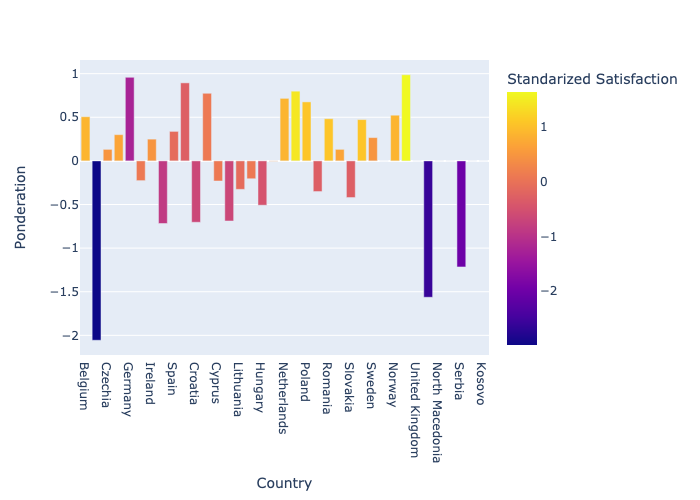 Standarized Satisfaction
1
0.5
0
−0.5
−1
−1.5
−2
Ponderation
1
0
−1
−2
Belgium
Czechia
Germany
Ireland
Spain
Croatia
Cyprus
Lithuania
Hungary
Netherlands
Poland
Romania
Slovakia
Sweden
Norway
United Kingdom
North Macedonia
Serbia
Kosovo
Country